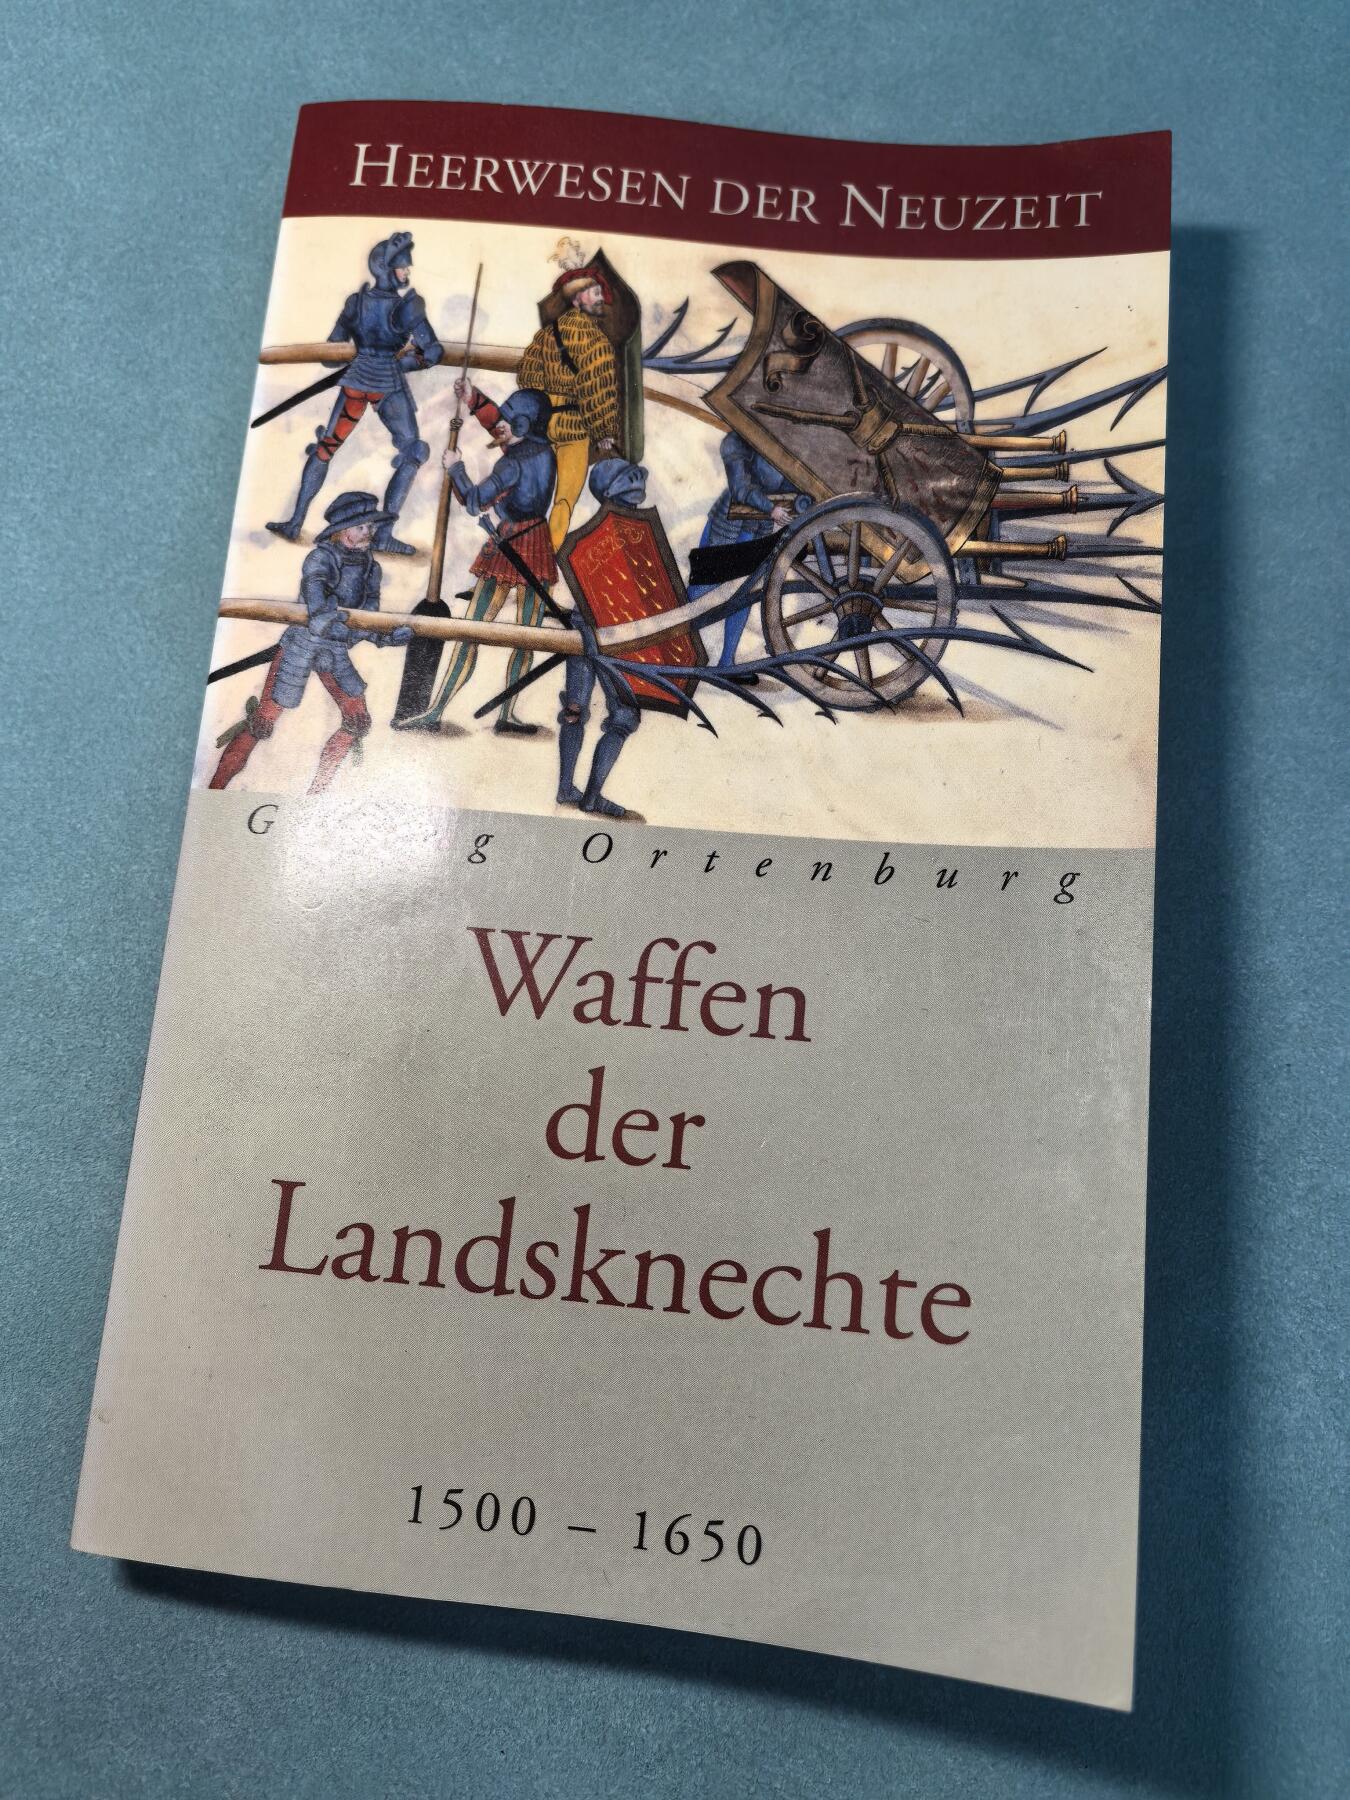 HEERWESEN DER NEUZEIT
Ortenburg
Waffen
der
Landsknechte
1500 – 1650